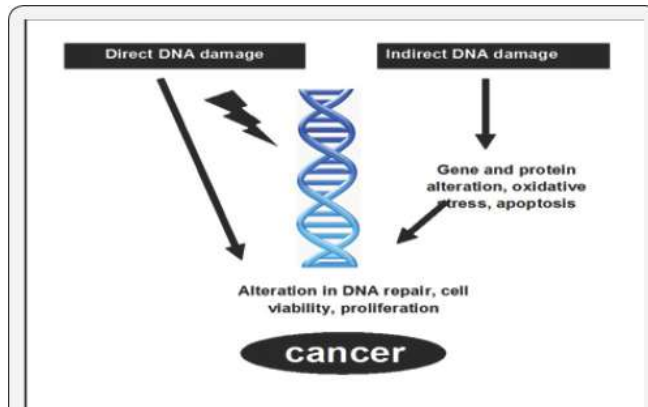 Direct DNA damage
Indirect DNA damage
Gene and protein
alteration, oxidative
stress, apoptosis
Alteration in DNA repair, cell
viability, proliferation
cancer